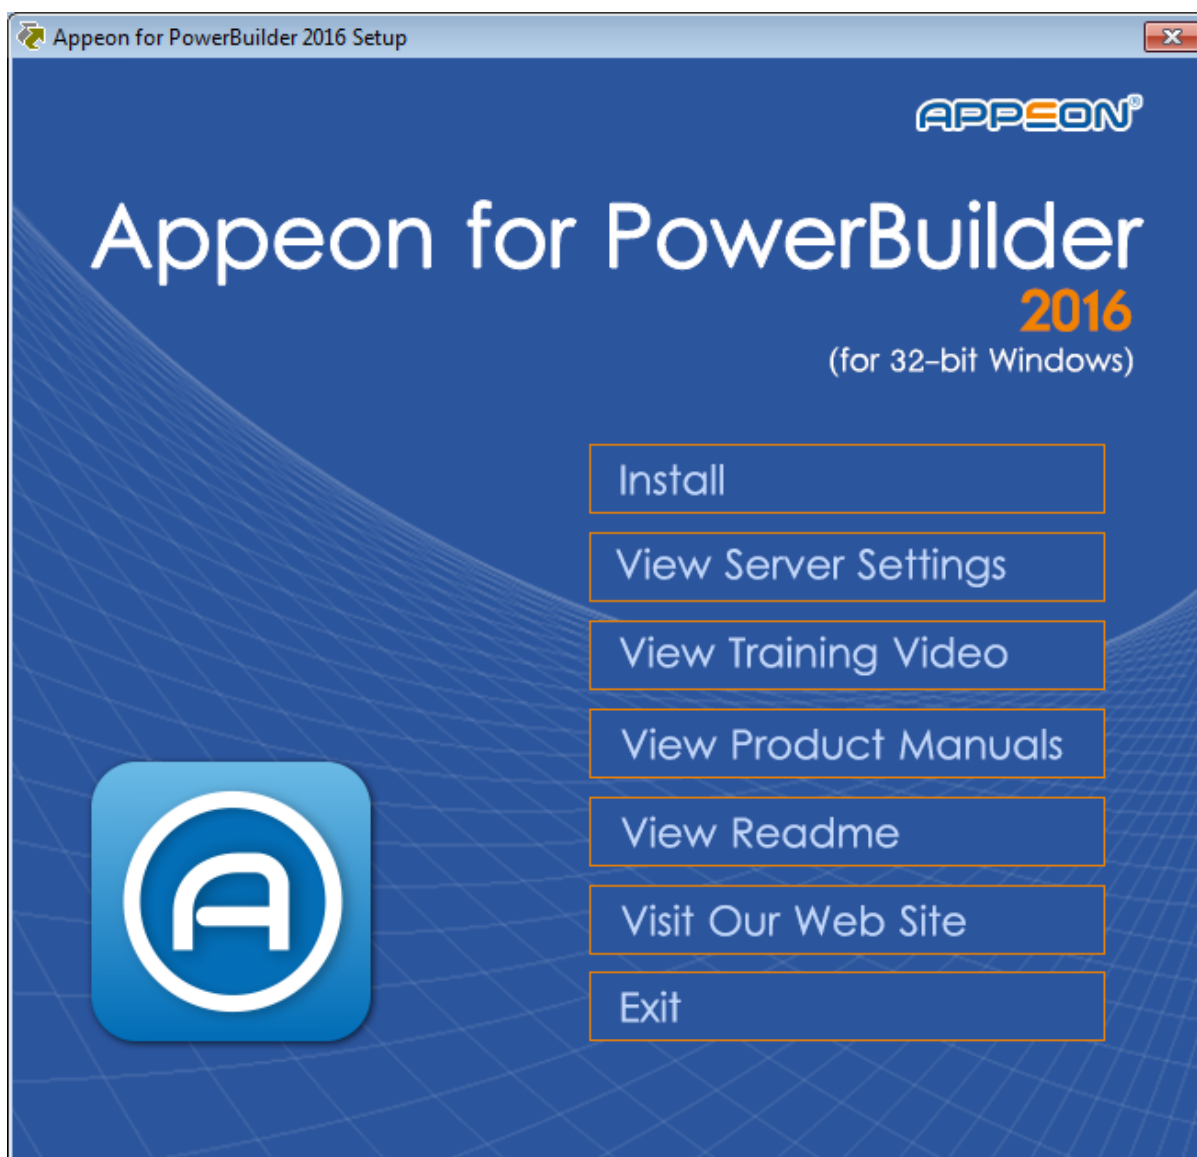 Appeon for PowerBuilder 2016 Setup
APPEON®
Appeon for PowerBuilder
2016
(for 32-bit Windows)
Install
View Server Settings
View Training Video
View Product Manuals
View Readme
Visit Our Web Site
Exit